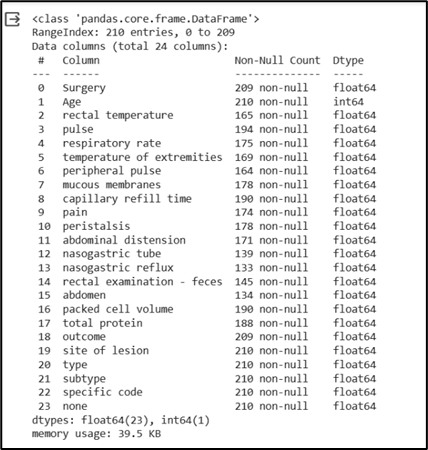 <class 'pandas.core.frame.DataFrame'>
RangeIndex: 210 entries, 0 to 209
Data columns (total 24 columns):
 #   Column                      Non-Null Count  Dtype
---  ------                      --------------  -----
 0   Surgery                     209 non-null    float64
 1   Age                         210 non-null    int64
 2   rectal temperature          165 non-null    float64
 3   pulse                       194 non-null    float64
 4   respiratory rate            175 non-null    float64
 5   temperature of extremities  169 non-null    float64
 6   peripheral pulse            164 non-null    float64
 7   mucous membranes            178 non-null    float64
 8   capillary refill time       190 non-null    float64
 9   pain                        174 non-null    float64
 10  peristalsis                 178 non-null    float64
 11  abdominal distension        171 non-null    float64
 12  nasogastric tube            139 non-null    float64
 13  nasogastric reflux          133 non-null    float64
 14  rectal examination - feces  145 non-null    float64
 15  abdomen                     134 non-null    float64
 16  packed cell volume          190 non-null    float64
 17  total protein               188 non-null    float64
 18  outcome                     209 non-null    float64
 19  site of lesion              210 non-null    float64
 20  type                        210 non-null    float64
 21  subtype                     210 non-null    float64
 22  specific code               210 non-null    float64
 23  none                        210 non-null    float64
dtypes: float64(23), int64(1)
memory usage: 39.5 KB